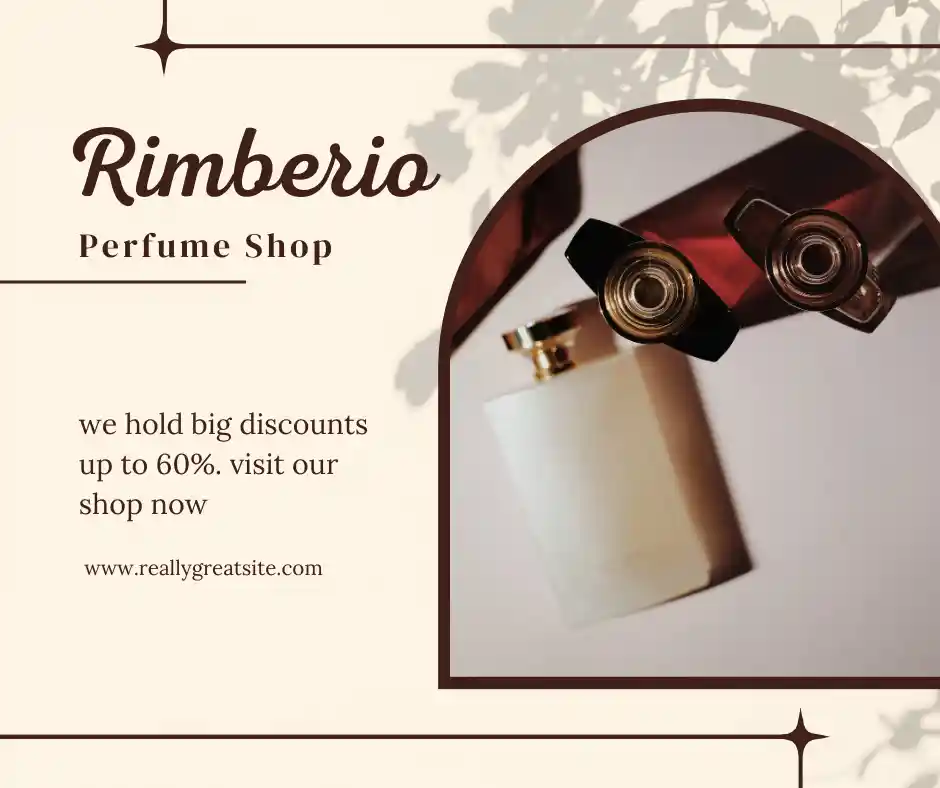 Rimberio
Perfume Shop
we hold big discounts
up to 60%. visit our
shop now
www.reallygreatsite.com